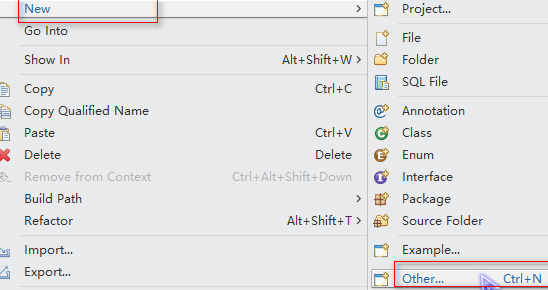 New
Go Into
Show In Alt+Shift+W
Copy Ctrl+C
Copy Qualified Name
Paste Ctrl+V
Delete Delete
Remove from Context Ctrl+Alt+Shift+Down
Build Path
Refactor Alt+Shift+T
Import...
Export...
Project...
File
Folder
SQL File
Annotation
Class
Enum
Interface
Package
Source Folder
Example...
Other... Ctrl+N